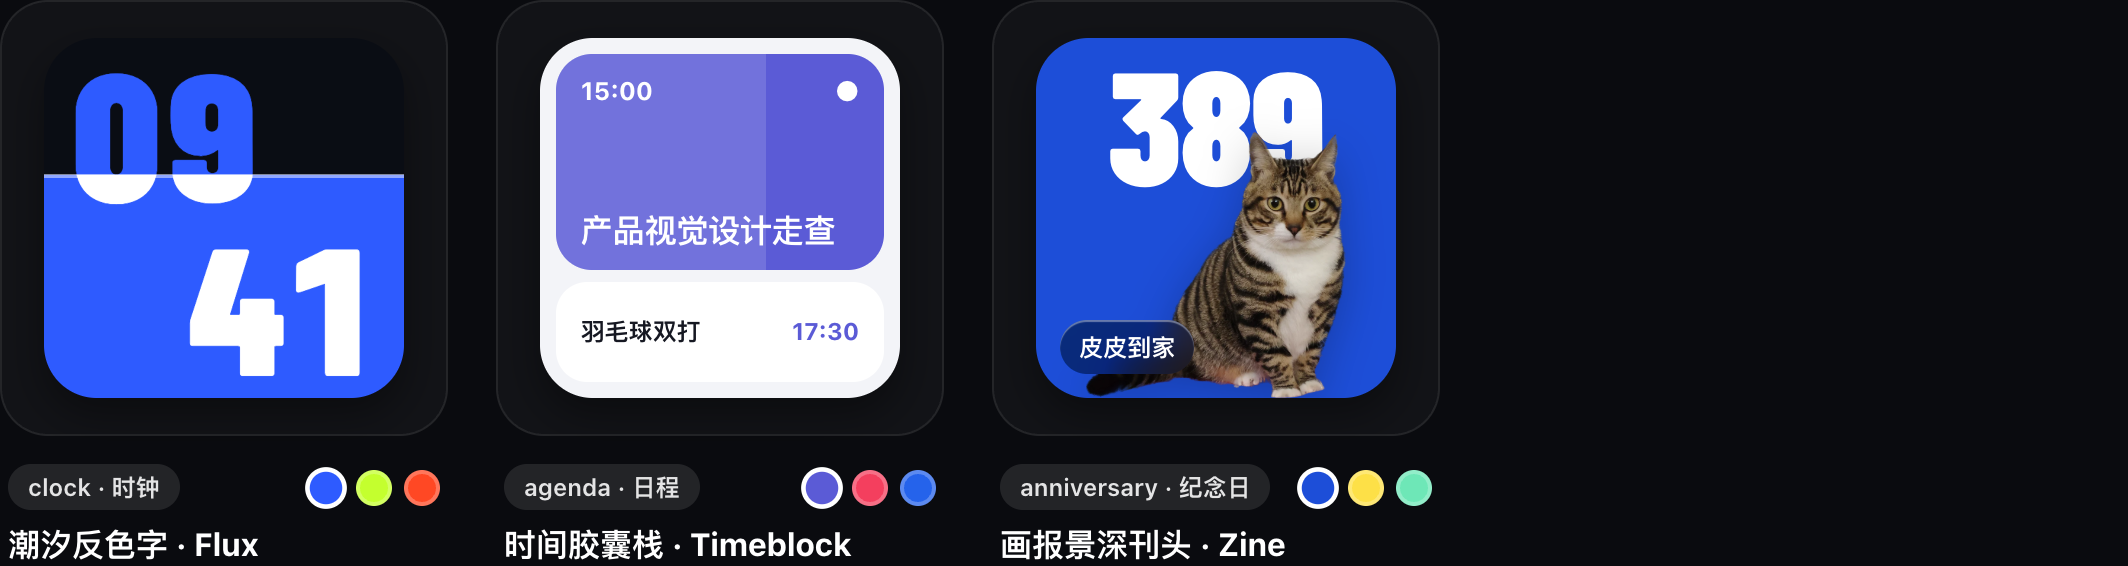 09
41
clock · 时钟
潮汐反色字 · Flux
15:00
产品视觉设计走查
羽毛球双打 17:30
agenda · 日程
时间胶囊栈 · Timeblock
389
皮皮到家
anniversary · 纪念日
画报景深刊头 · Zine